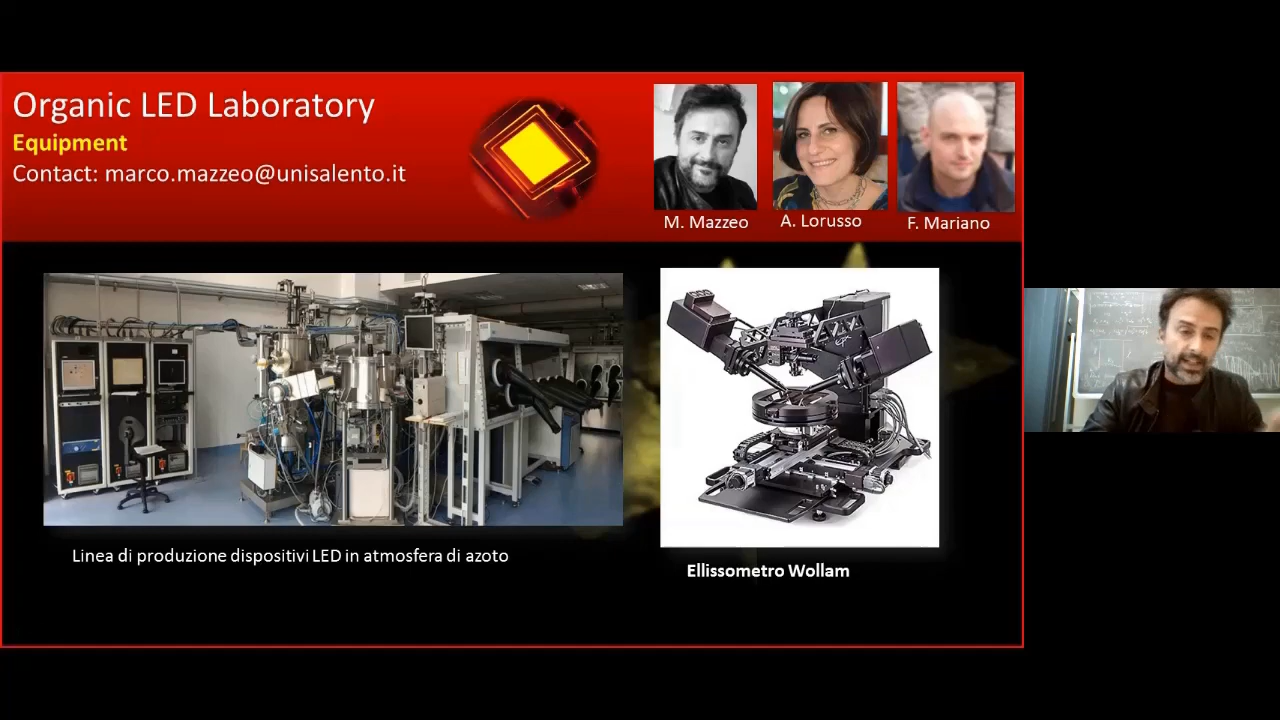 Organic LED Laboratory
Equipment
Contact: marco.mazzeo@unisalento.it
M. Mazzeo
A. Lorusso
F. Mariano
Linea di produzione dispositivi LED in atmosfera di azoto
Ellissometro Wollam